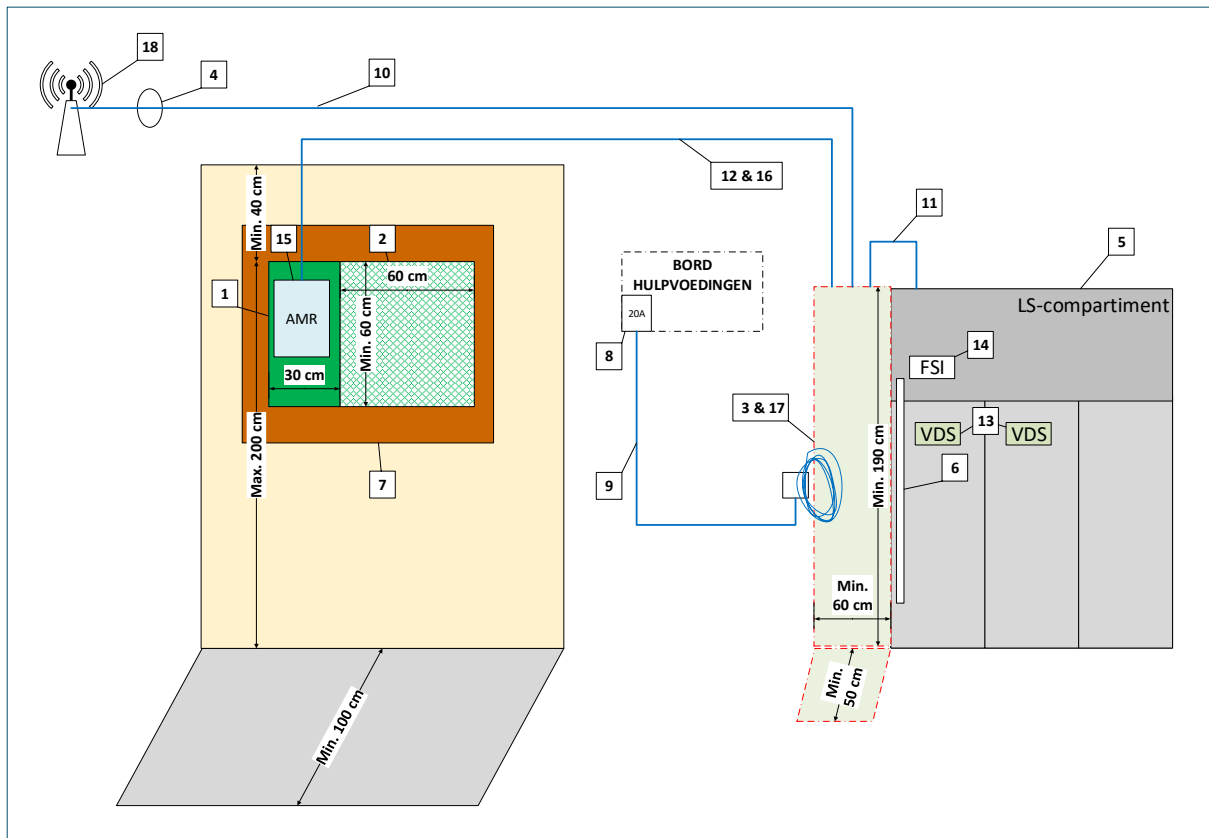 18
4
10
12 & 16
11
5
Min. 40 cm
15
2
60 cm
1
AMR
Min. 60 cm
30 cm
Max. 200 cm
7
Min. 100 cm
BORD
HULPVOEDINGEN
20A
8
9
3 & 17
LS-compartiment
14
FSI
13
VDS
VDS
6
Min. 190 cm
Min.
60 cm
Min.
50 cm